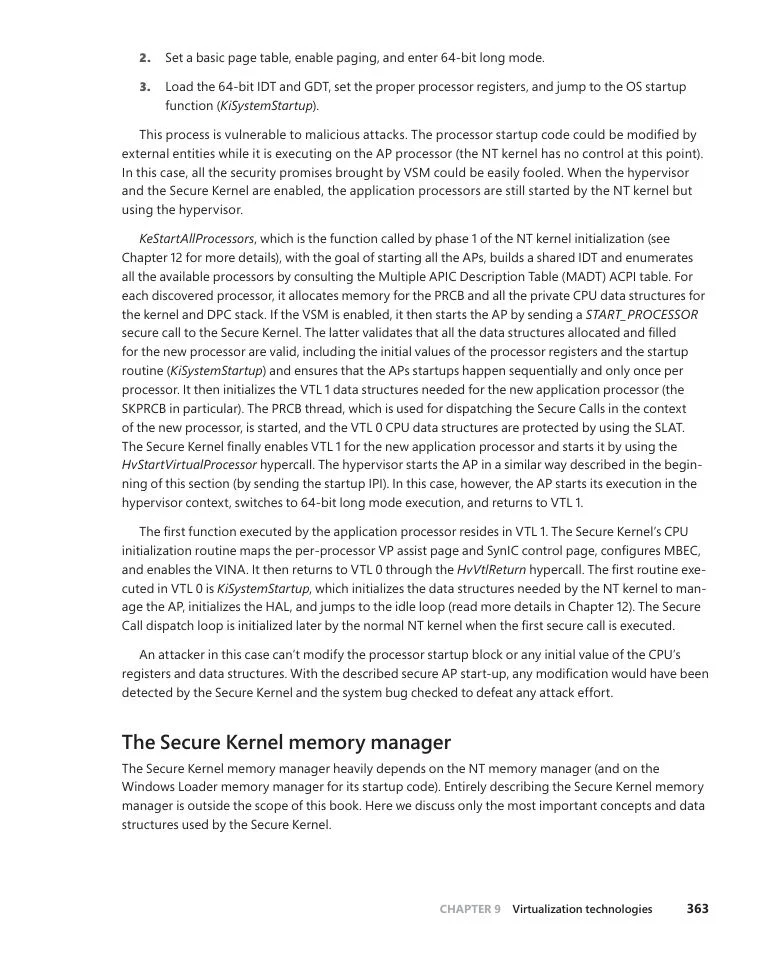 2. Set a basic page table, enable paging, and enter 64-bit long mode.
3. Load the 64-bit IDT and GDT, set the proper processor registers, and jump to the OS startup
function (KiSystemStartup).
This process is vulnerable to malicious attacks. The processor startup code could be modified by
external entities while it is executing on the AP processor (the NT kernel has no control at this point).
In this case, all the security promises brought by VSM could be easily fooled. When the hypervisor
and the Secure Kernel are enabled, the application processors are still started by the NT kernel but
using the hypervisor.
KeStartAllProcessors, which is the function called by phase 1 of the NT kernel initialization (see
Chapter 12 for more details), with the goal of starting all the APs, builds a shared IDT and enumerates
all the available processors by consulting the Multiple APIC Description Table (MADT) ACPI table. For
each discovered processor, it allocates memory for the PRCB and all the private CPU data structures for
the kernel and DPC stack. If the VSM is enabled, it then starts the AP by sending a START_PROCESSOR
secure call to the Secure Kernel. The latter validates that all the data structures allocated and filled
for the new processor are valid, including the initial values of the processor registers and the startup
routine (KiSystemStartup) and ensures that the APs startups happen sequentially and only once per
processor. It then initializes the VTL 1 data structures needed for the new application processor (the
SKPRCB in particular). The PRCB thread, which is used for dispatching the Secure Calls in the context
of the new processor, is started, and the VTL 0 CPU data structures are protected by using the SLAT.
The Secure Kernel finally enables VTL 1 for the new application processor and starts it by using the
HvStartVirtualProcessor hypercall. The hypervisor starts the AP in a similar way described in the begin-
ning of this section (by sending the startup IPI). In this case, however, the AP starts its execution in the
hypervisor context, switches to 64-bit long mode execution, and returns to VTL 1.
The first function executed by the application processor resides in VTL 1. The Secure Kernel's CPU
initialization routine maps the per-processor VP assist page and SynIC control page, configures MBEC,
and enables the VINA. It then returns to VTL 0 through the HvVtlReturn hypercall. The first routine exe-
cuted in VTL 0 is KiSystemStartup, which initializes the data structures needed by the NT kernel to man-
age the AP, initializes the HAL, and jumps to the idle loop (read more details in Chapter 12). The Secure
Call dispatch loop is initialized later by the normal NT kernel when the first secure call is executed.
An attacker in this case can't modify the processor startup block or any initial value of the CPU's
registers and data structures. With the described secure AP start-up, any modification would have been
detected by the Secure Kernel and the system bug checked to defeat any attack effort.
The Secure Kernel memory manager
The Secure Kernel memory manager heavily depends on the NT memory manager (and on the
Windows Loader memory manager for its startup code). Entirely describing the Secure Kernel memory
manager is outside the scope of this book. Here we discuss only the most important concepts and data
structures used by the Secure Kernel.
CHAPTER 9 Virtualization technologies 363